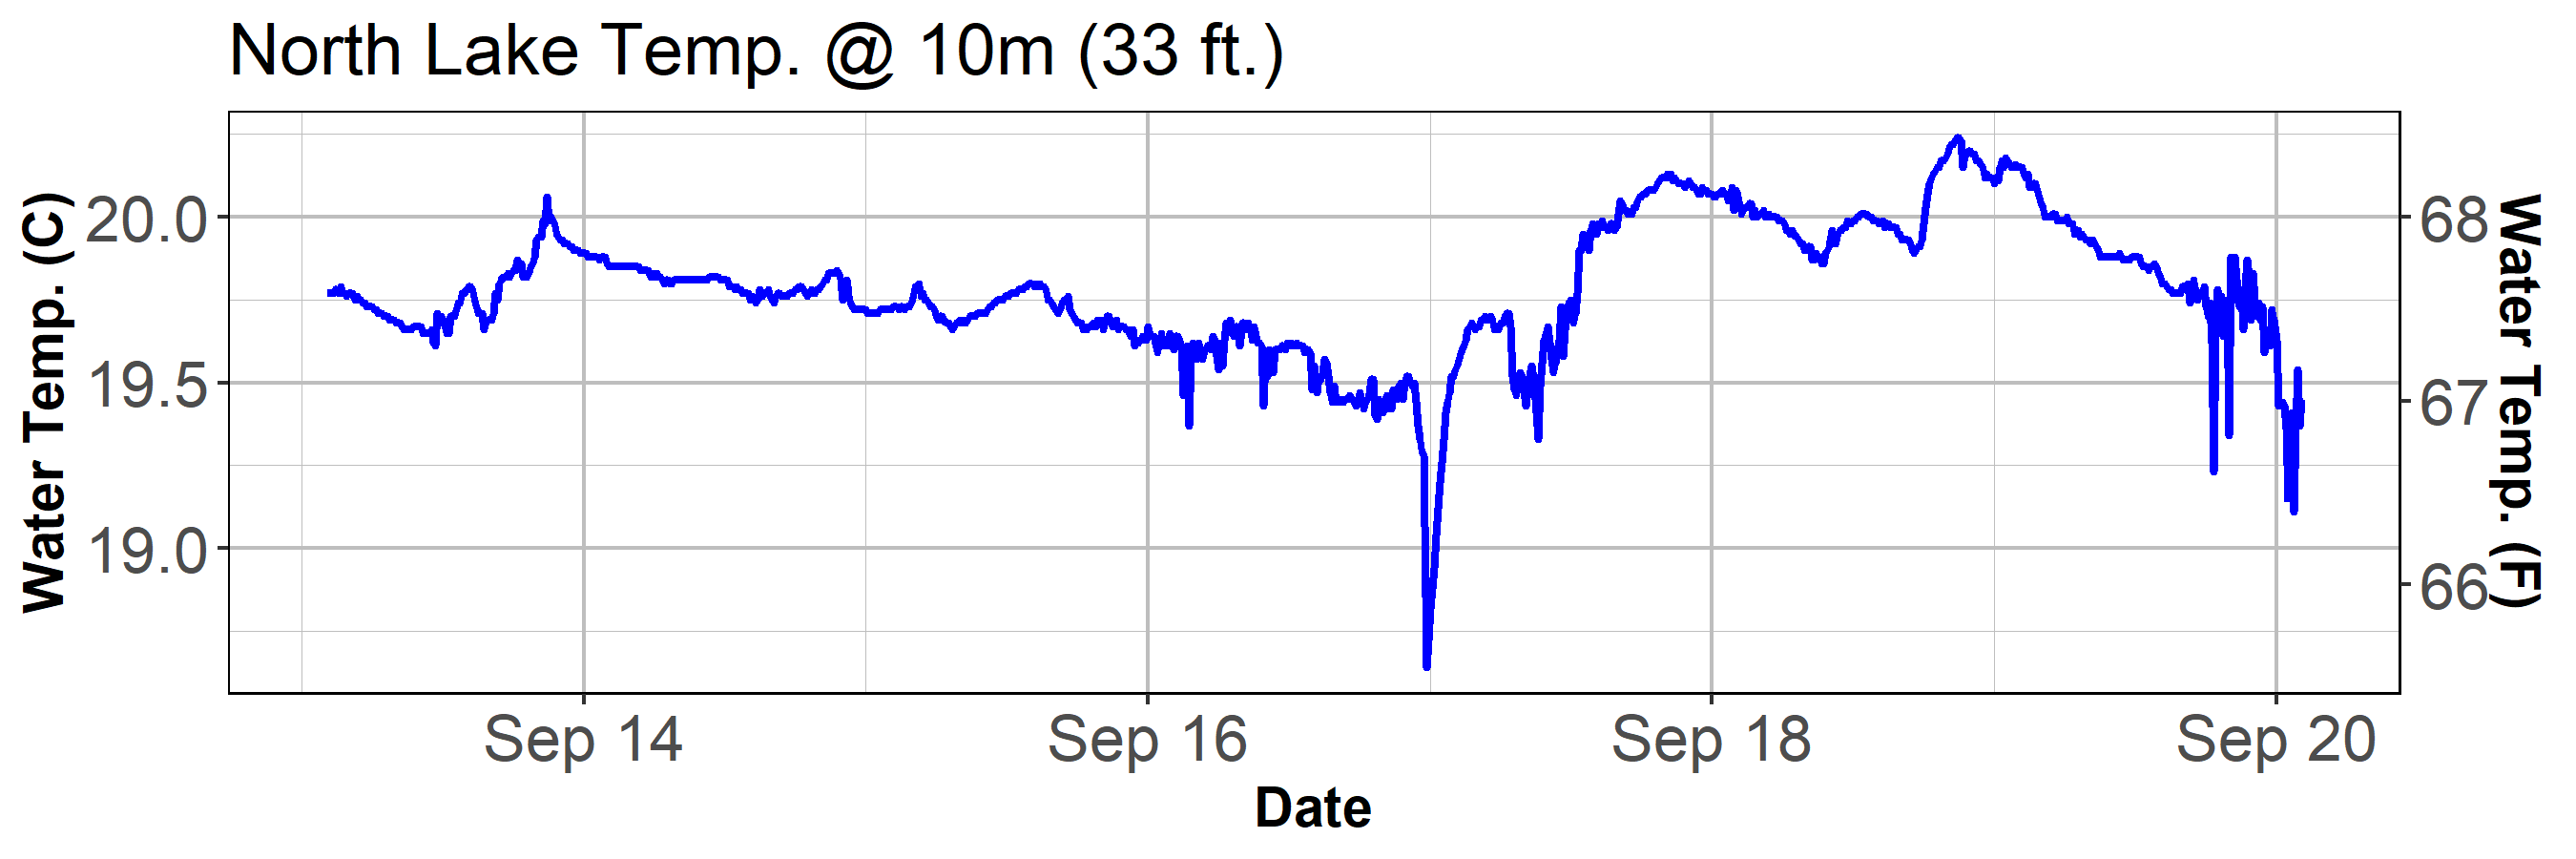 North Lake Temp. @ 10m (33 ft.)
Water Temp. (C)
20.0
19.5
19.0
68
67
66
Water Temp. (F)
Sep 14
Sep 16
Sep 18
Sep 20
Date